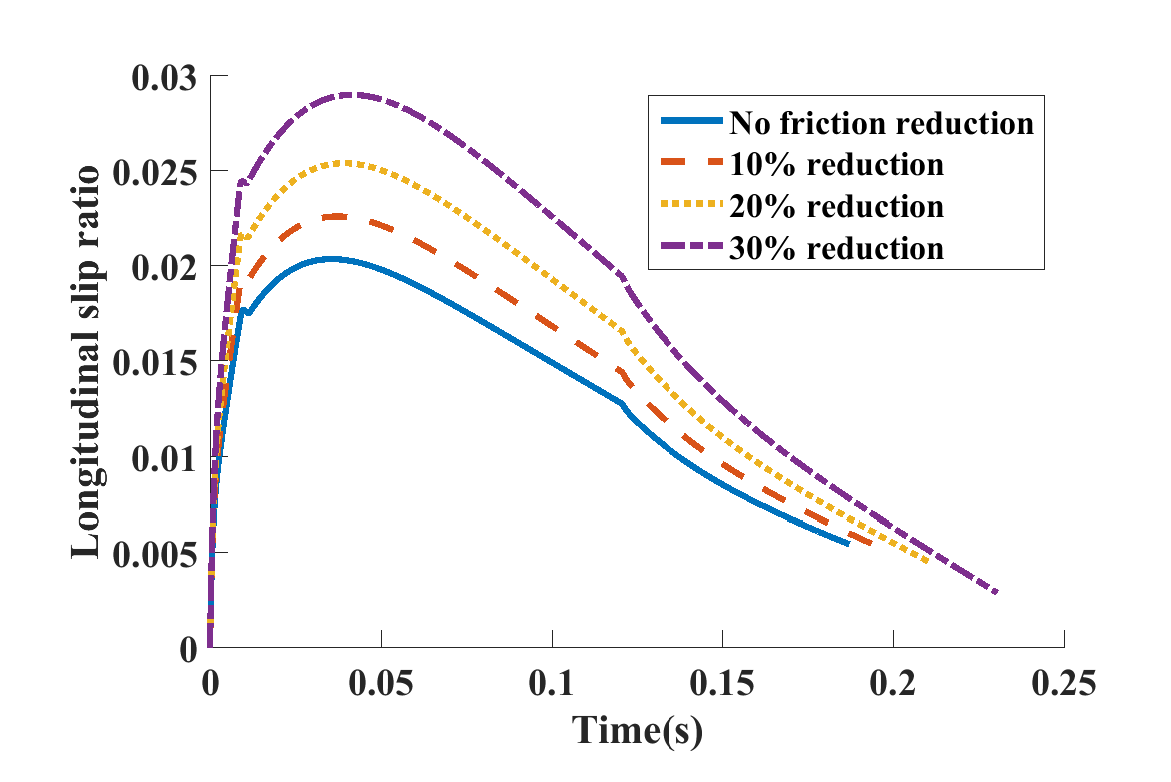 0.03
0.025
0.02
0.015
0.01
0.005
0
Longitudinal slip ratio
No friction reduction
10% reduction
20% reduction
30% reduction
0 0.05 0.1 0.15 0.2 0.25
Time(s)